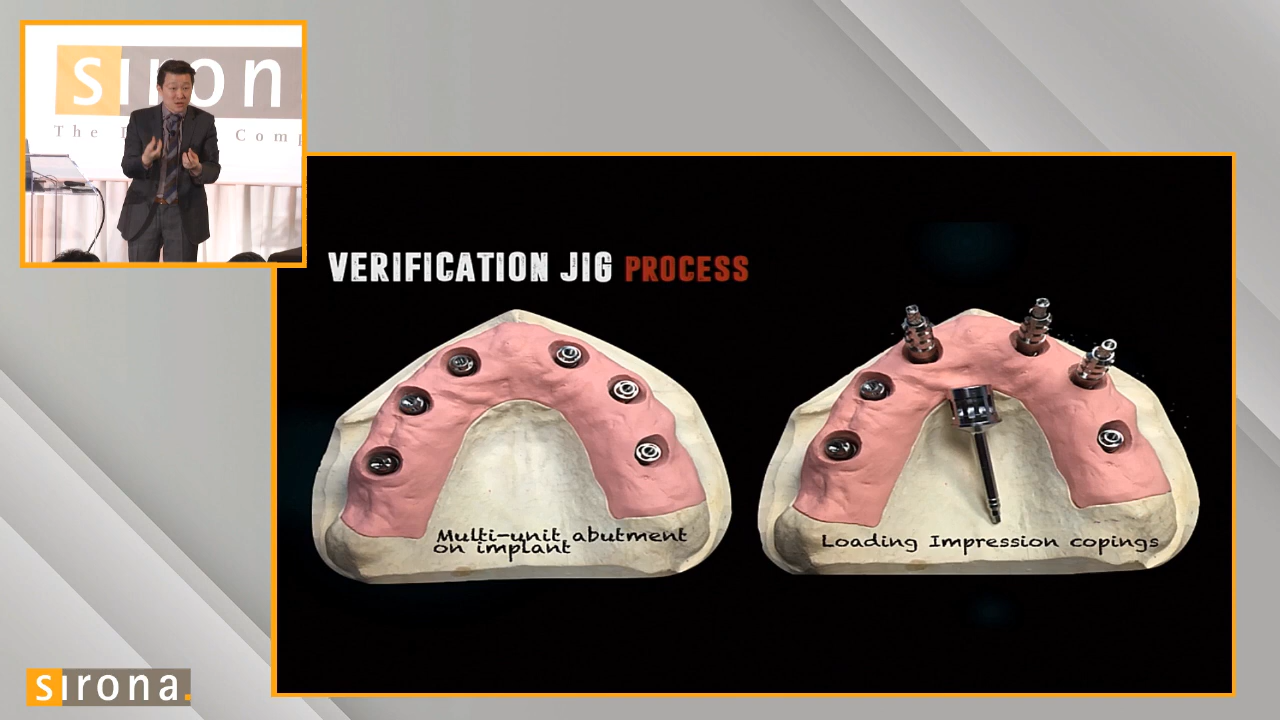 sirona.
The D Comp
VERIFICATION JIG PROCESS
Multi-unit abutment
on implant
Loading Impression copings
sirona.